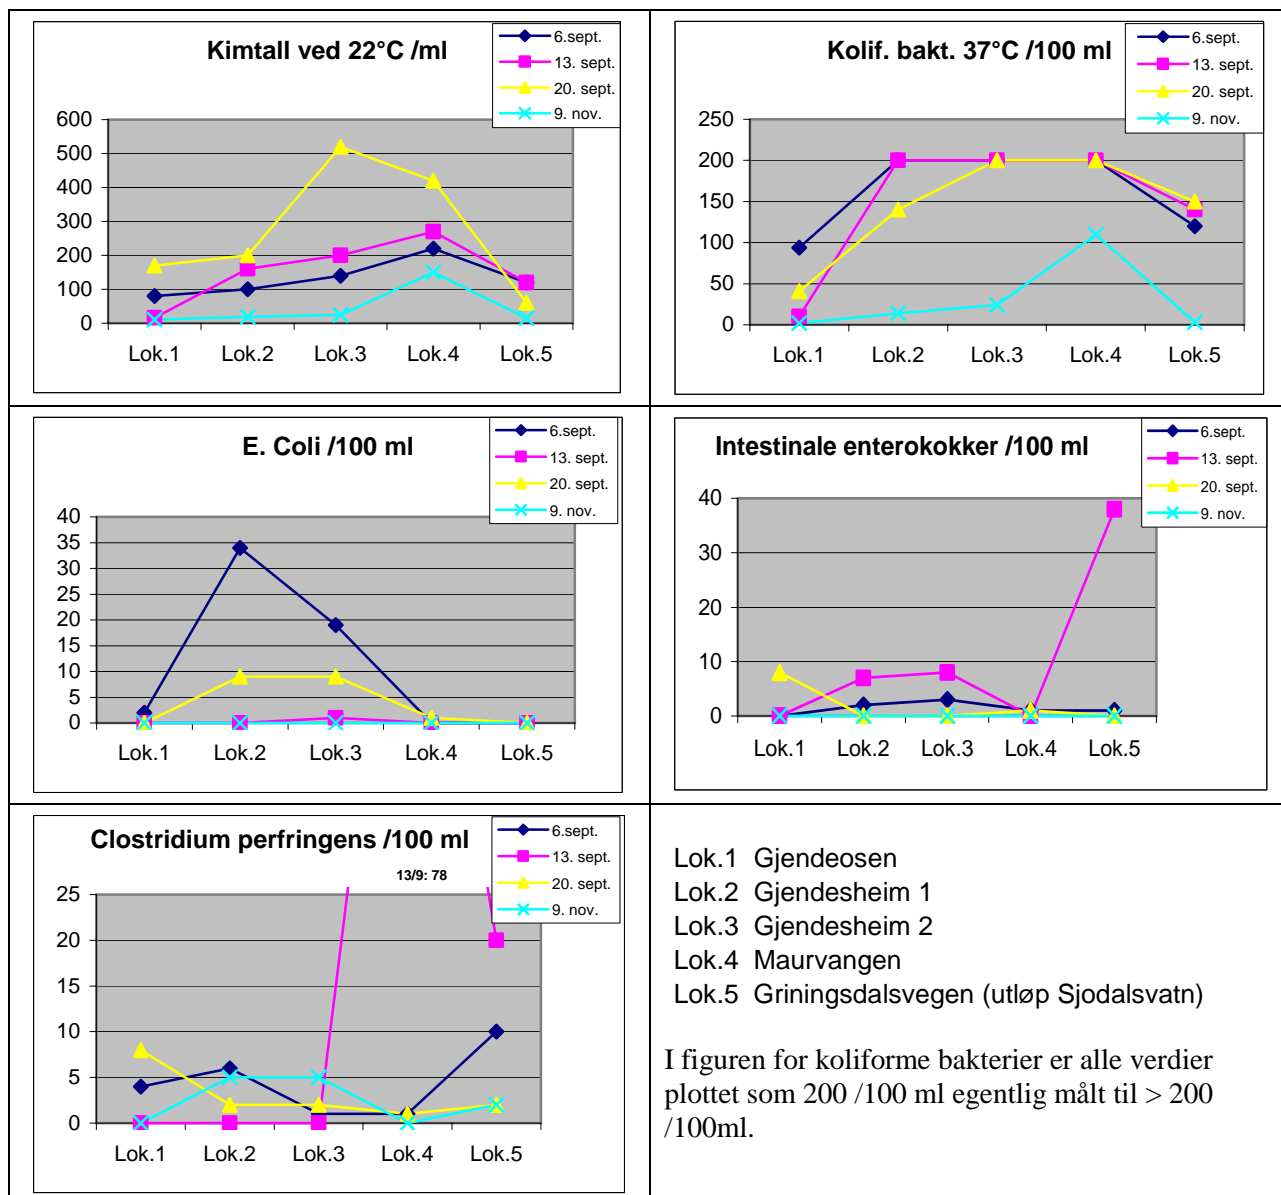 Kimtall ved 22°C /ml
6.sept.
13. sept.
20. sept.
9. nov.
600
500
400
300
200
100
0
Lok.1 Lok.2 Lok.3 Lok.4 Lok.5
Kolif. bakt. 37°C /100 ml
6.sept.
13. sept.
20. sept.
9. nov.
250
200
150
100
50
0
Lok.1 Lok.2 Lok.3 Lok.4 Lok.5
E. Coli /100 ml
6.sept.
13. sept.
20. sept.
9. nov.
40
35
30
25
20
15
10
5
0
Lok.1 Lok.2 Lok.3 Lok.4 Lok.5
Intestinale enterokokker /100 ml
6.sept.
13. sept.
20. sept.
9. nov.
40
30
20
10
0
Lok.1 Lok.2 Lok.3 Lok.4 Lok.5
Clostridium perfringens /100 ml
6.sept.
13. sept.
20. sept.
9. nov.
13/9: 78
25
20
15
10
5
0
Lok.1 Lok.2 Lok.3 Lok.4 Lok.5
Lok.1 Gjendeosen
Lok.2 Gjendesheim 1
Lok.3 Gjendesheim 2
Lok.4 Maurvangen
Lok.5 Griningsdalsvegen (utløp Sjodalsvatn)
I figuren for koliforme bakterier er alle verdier
plottet som 200 /100 ml egentlig målt til > 200
/100ml.